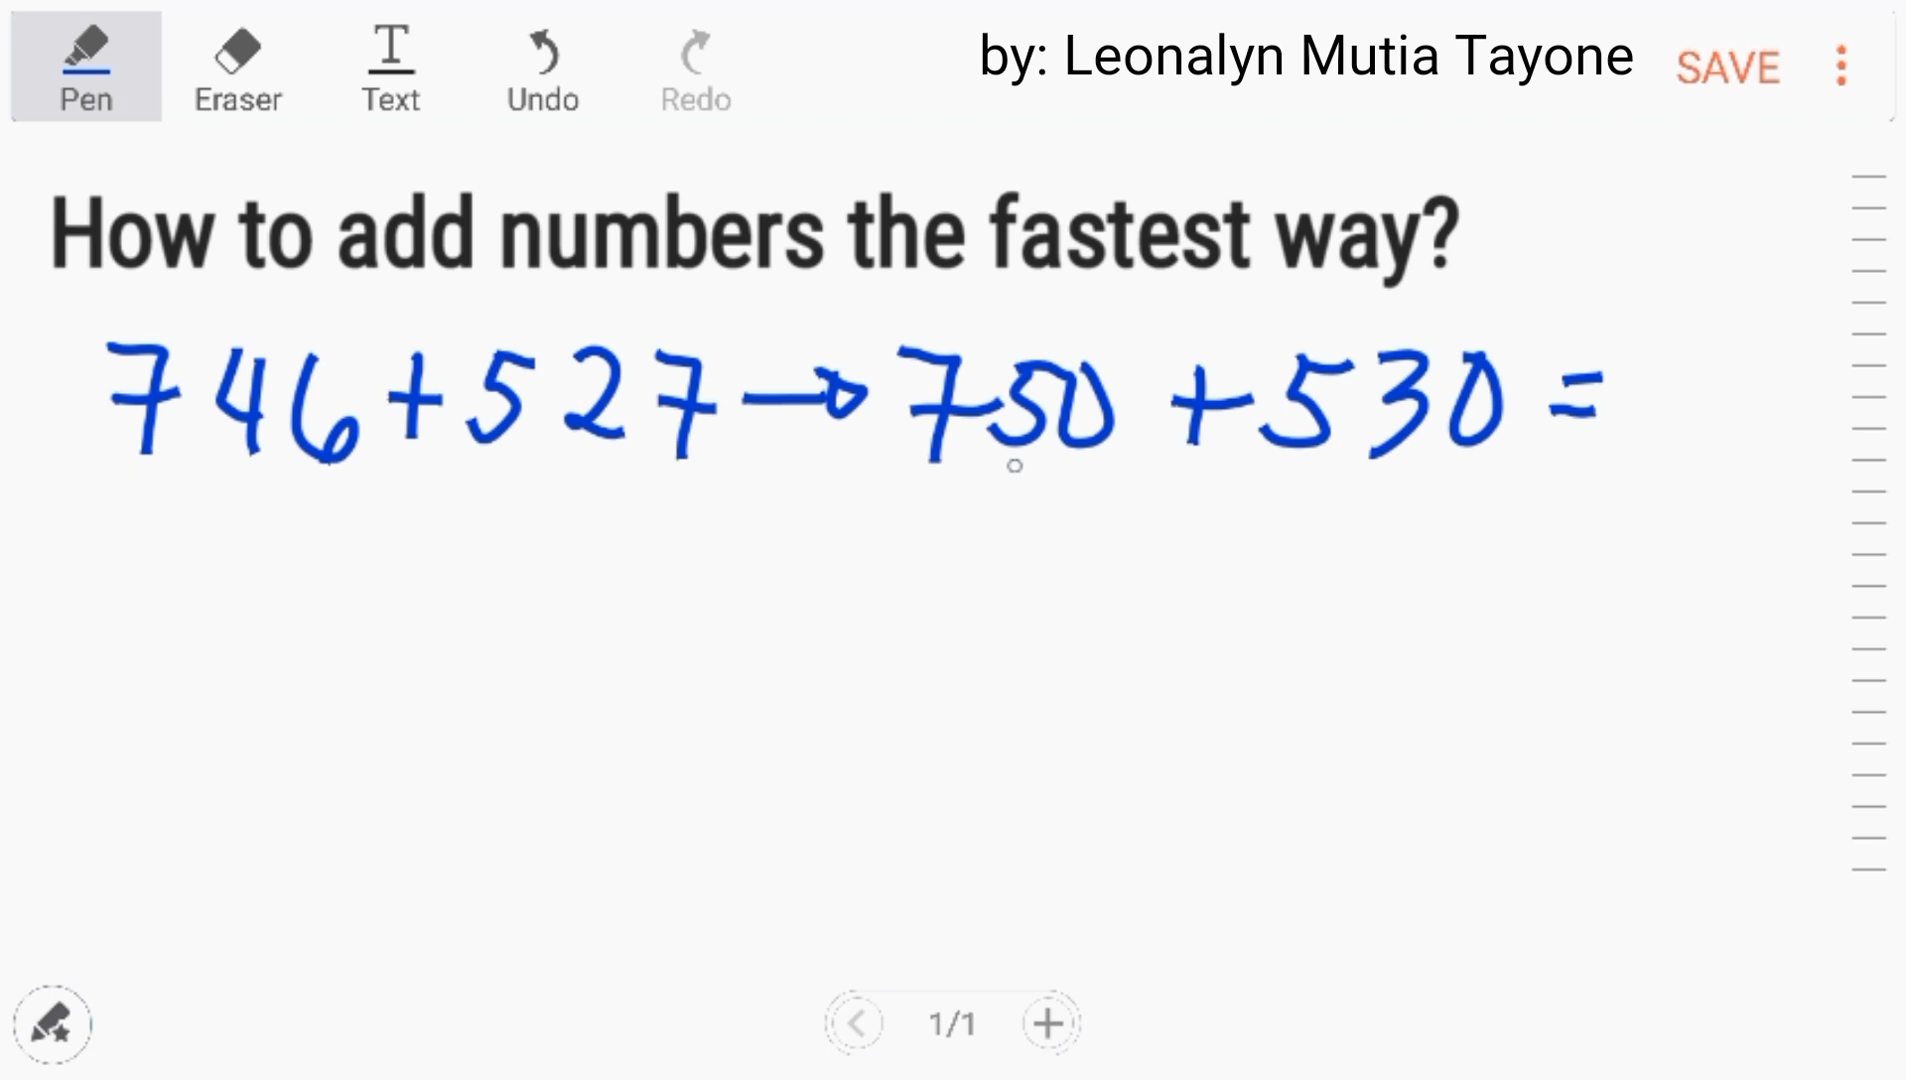 by: Leonalyn Mutia Tayone
SAVE
Pen
Eraser
Text
Undo
Redo
How to add numbers the fastest way?
746+527→750+530=
1/1